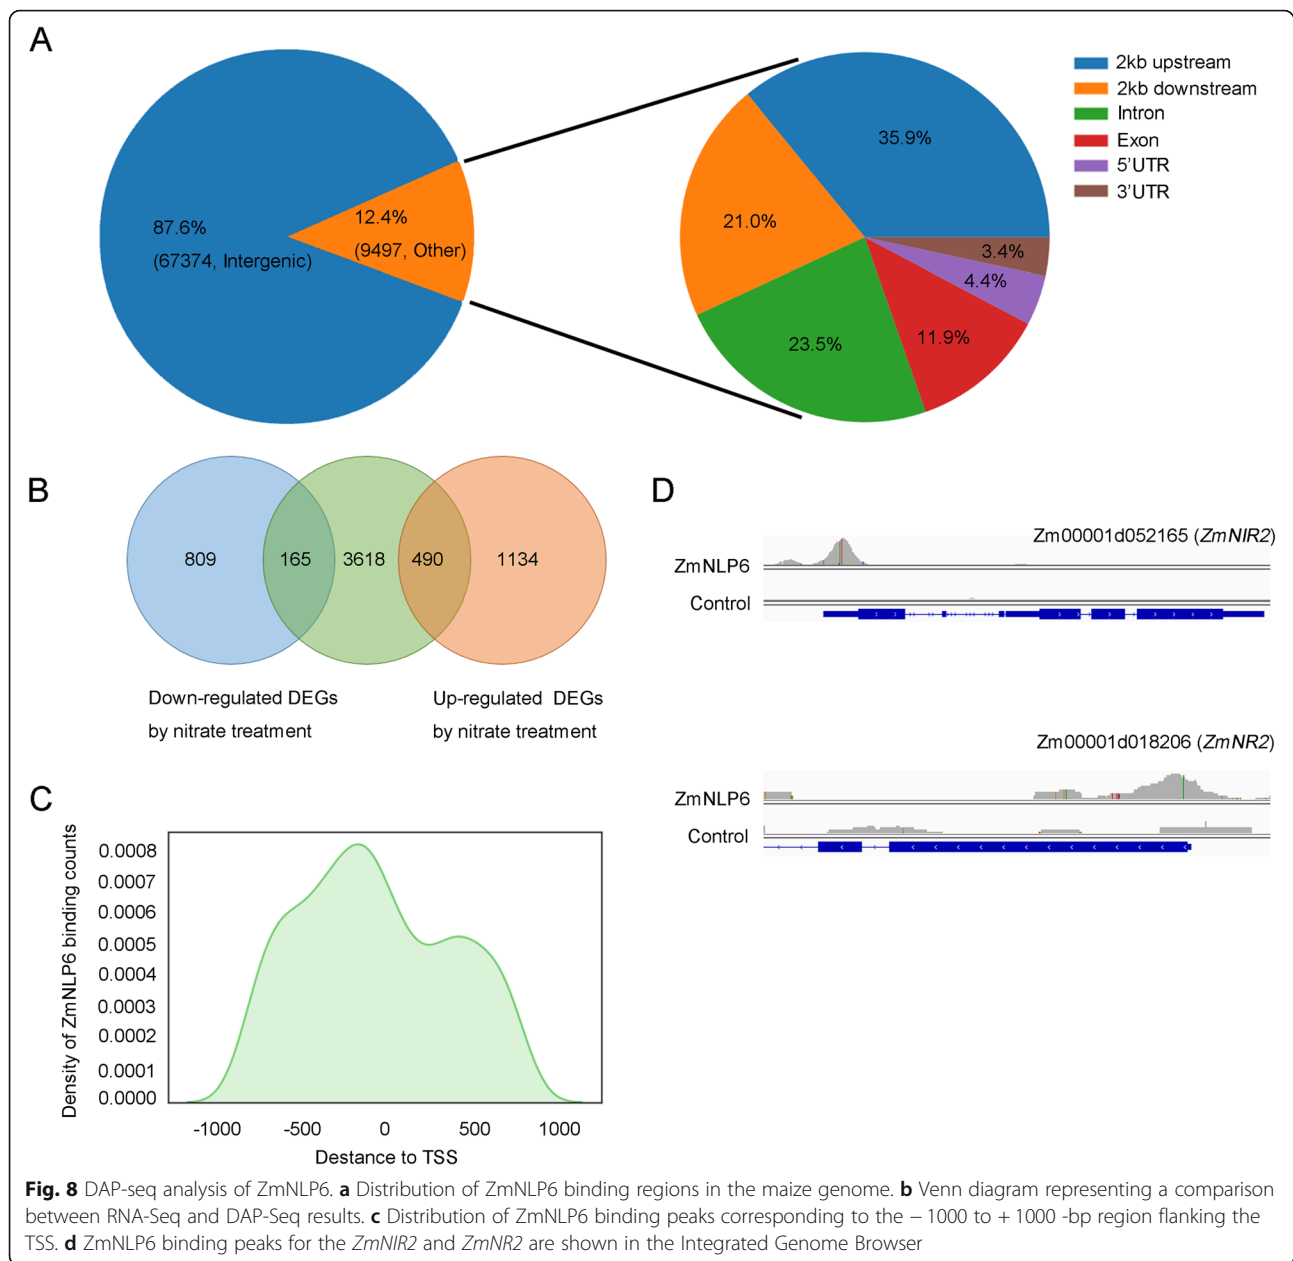 A
87.6%
(67374, Intergenic)
12.4%
(9497, Other)
35.9%
21.0%
23.5%
11.9%
4.4%
3.4%
2kb upstream
2kb downstream
Intron
Exon
5'UTR
3'UTR
B
809
165
3618
490
1134
Down-regulated DEGs
by nitrate treatment
Up-regulated DEGs
by nitrate treatment
C
Density of ZmNLP6 binding counts
0.0008
0.0007
0.0006
0.0005
0.0004
0.0003
0.0002
0.0001
0.0000
-1000
-500
0
500
1000
Destance to TSS
D
Zm00001d052165 (ZmNIR2)
ZmNLP6
Control
Zm00001d018206 (ZmNR2)
ZmNLP6
Control
Fig. 8 DAP-seq analysis of ZmNLP6. a Distribution of ZmNLP6 binding regions in the maize genome. b Venn diagram representing a comparison
between RNA-Seq and DAP-Seq results. c Distribution of ZmNLP6 binding peaks corresponding to the − 1000 to + 1000 -bp region flanking the
TSS. d ZmNLP6 binding peaks for the ZmNIR2 and ZmNR2 are shown in the Integrated Genome Browser